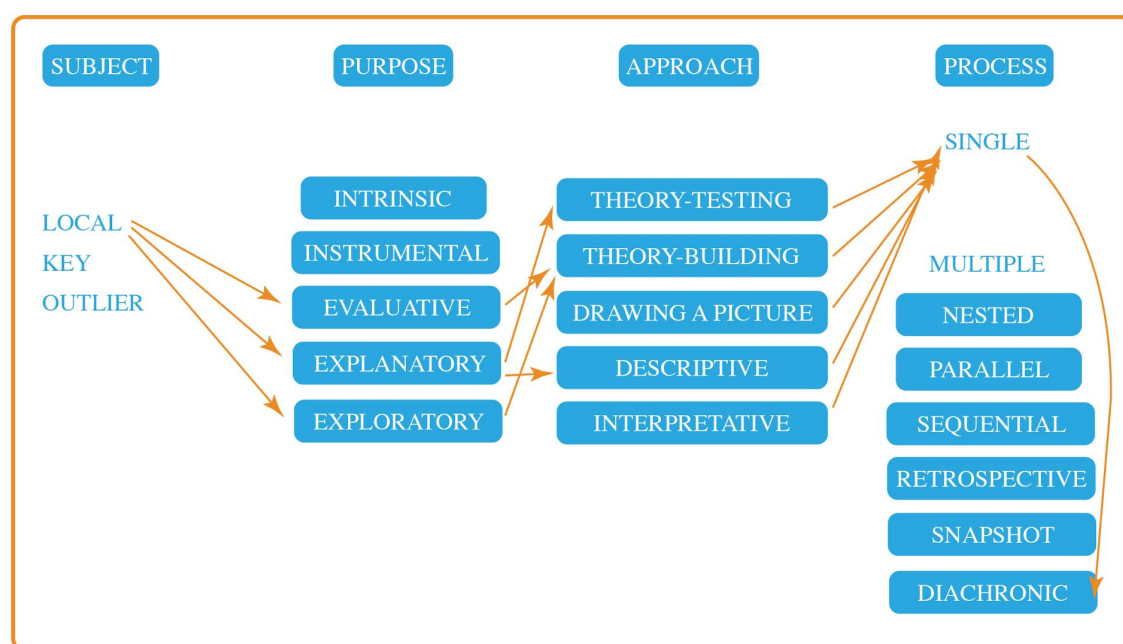 SUBJECT
PURPOSE
APPROACH
PROCESS
LOCAL
KEY
OUTLIER
INTRINSIC
INSTRUMENTAL
EVALUATIVE
EXPLANATORY
EXPLORATORY
THEORY-TESTING
THEORY-BUILDING
DRAWING A PICTURE
DESCRIPTIVE
INTERPRETATIVE
SINGLE
MULTIPLE
NESTED
PARALLEL
SEQUENTIAL
RETROSPECTIVE
SNAPSHOT
DIACHRONIC